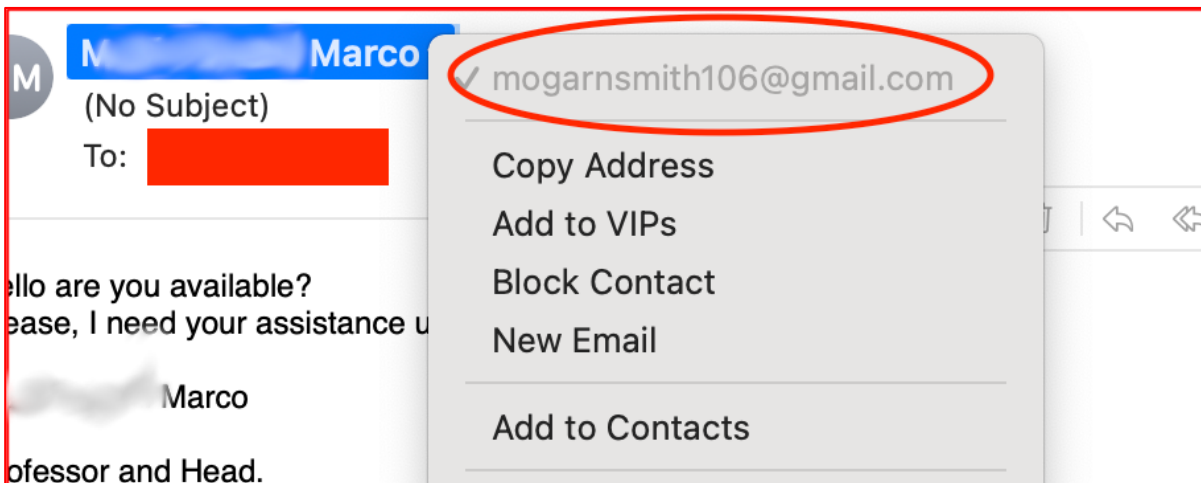 M
M Marco
mogarnsmith106@gmail.com
(No Subject)
To:
Copy Address
Add to VIPs
Block Contact
New Email
Add to Contacts
ello are you available?
ease, I need your assistance u
Marco
ofessor and Head.